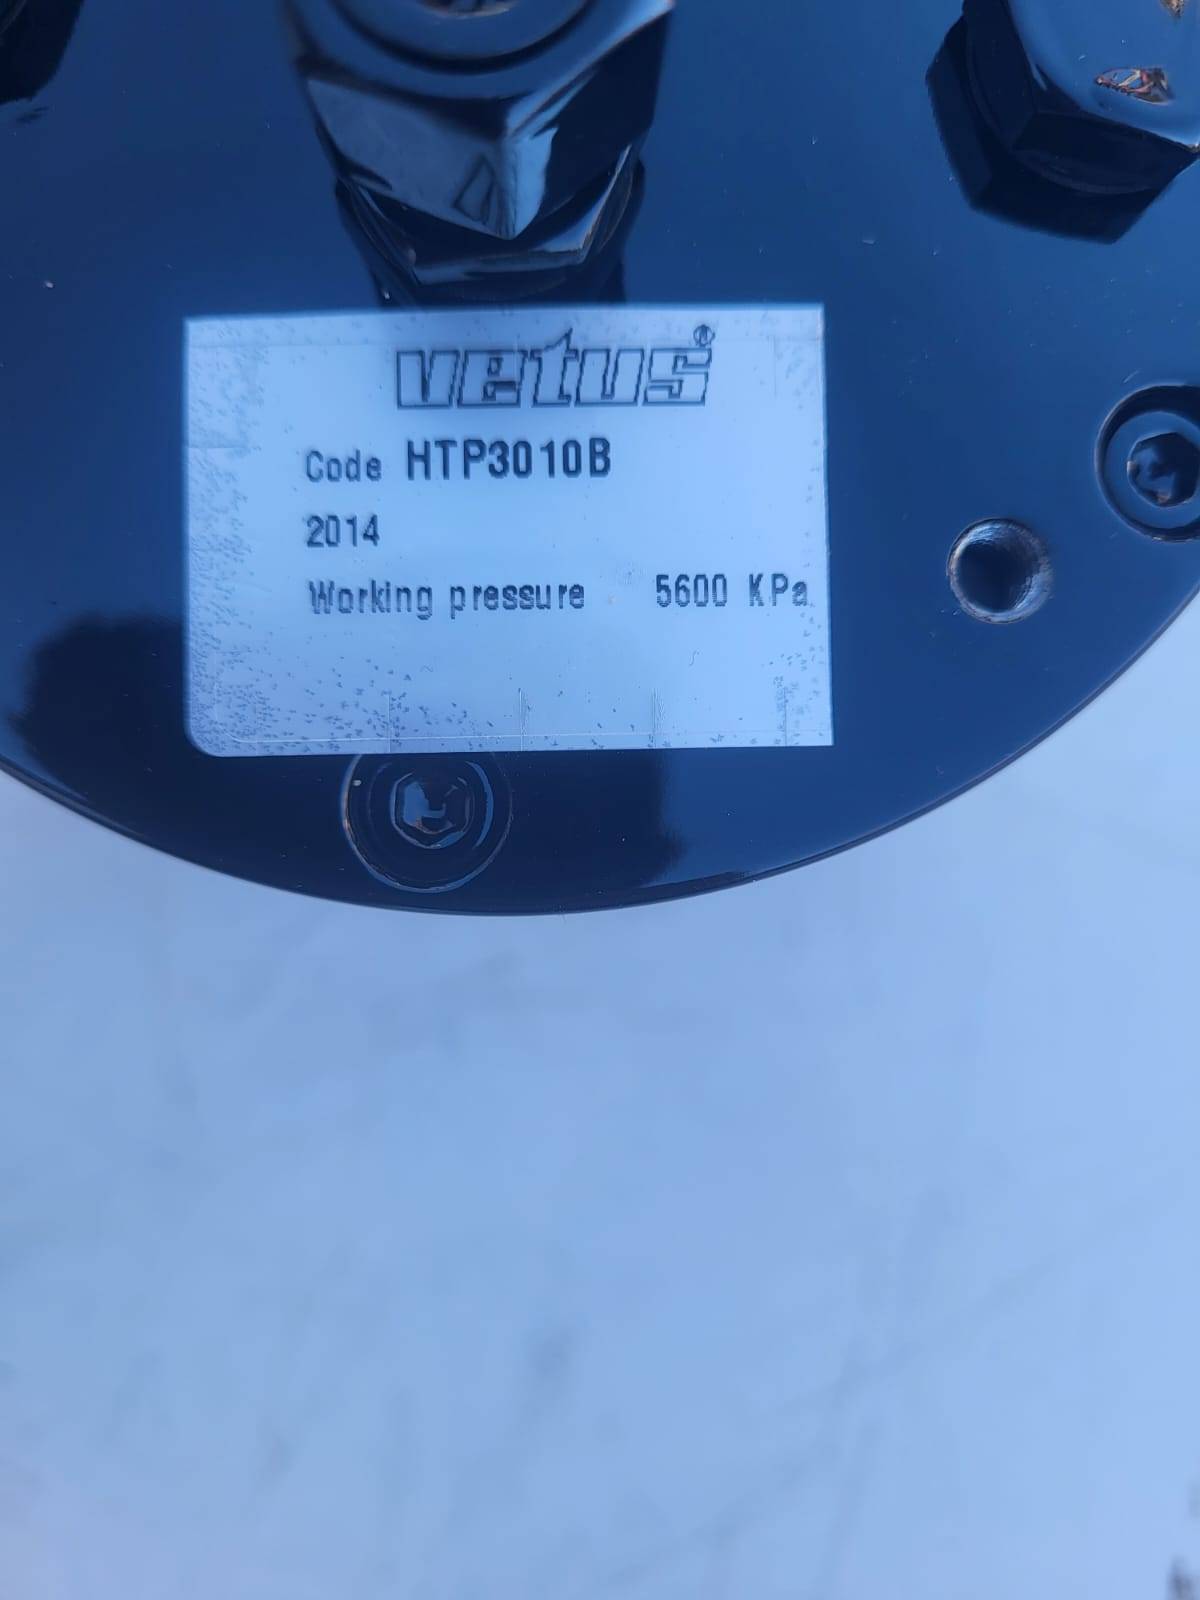 vetus®
Code HTP3010B
2014
Working pressure 5600 KPa